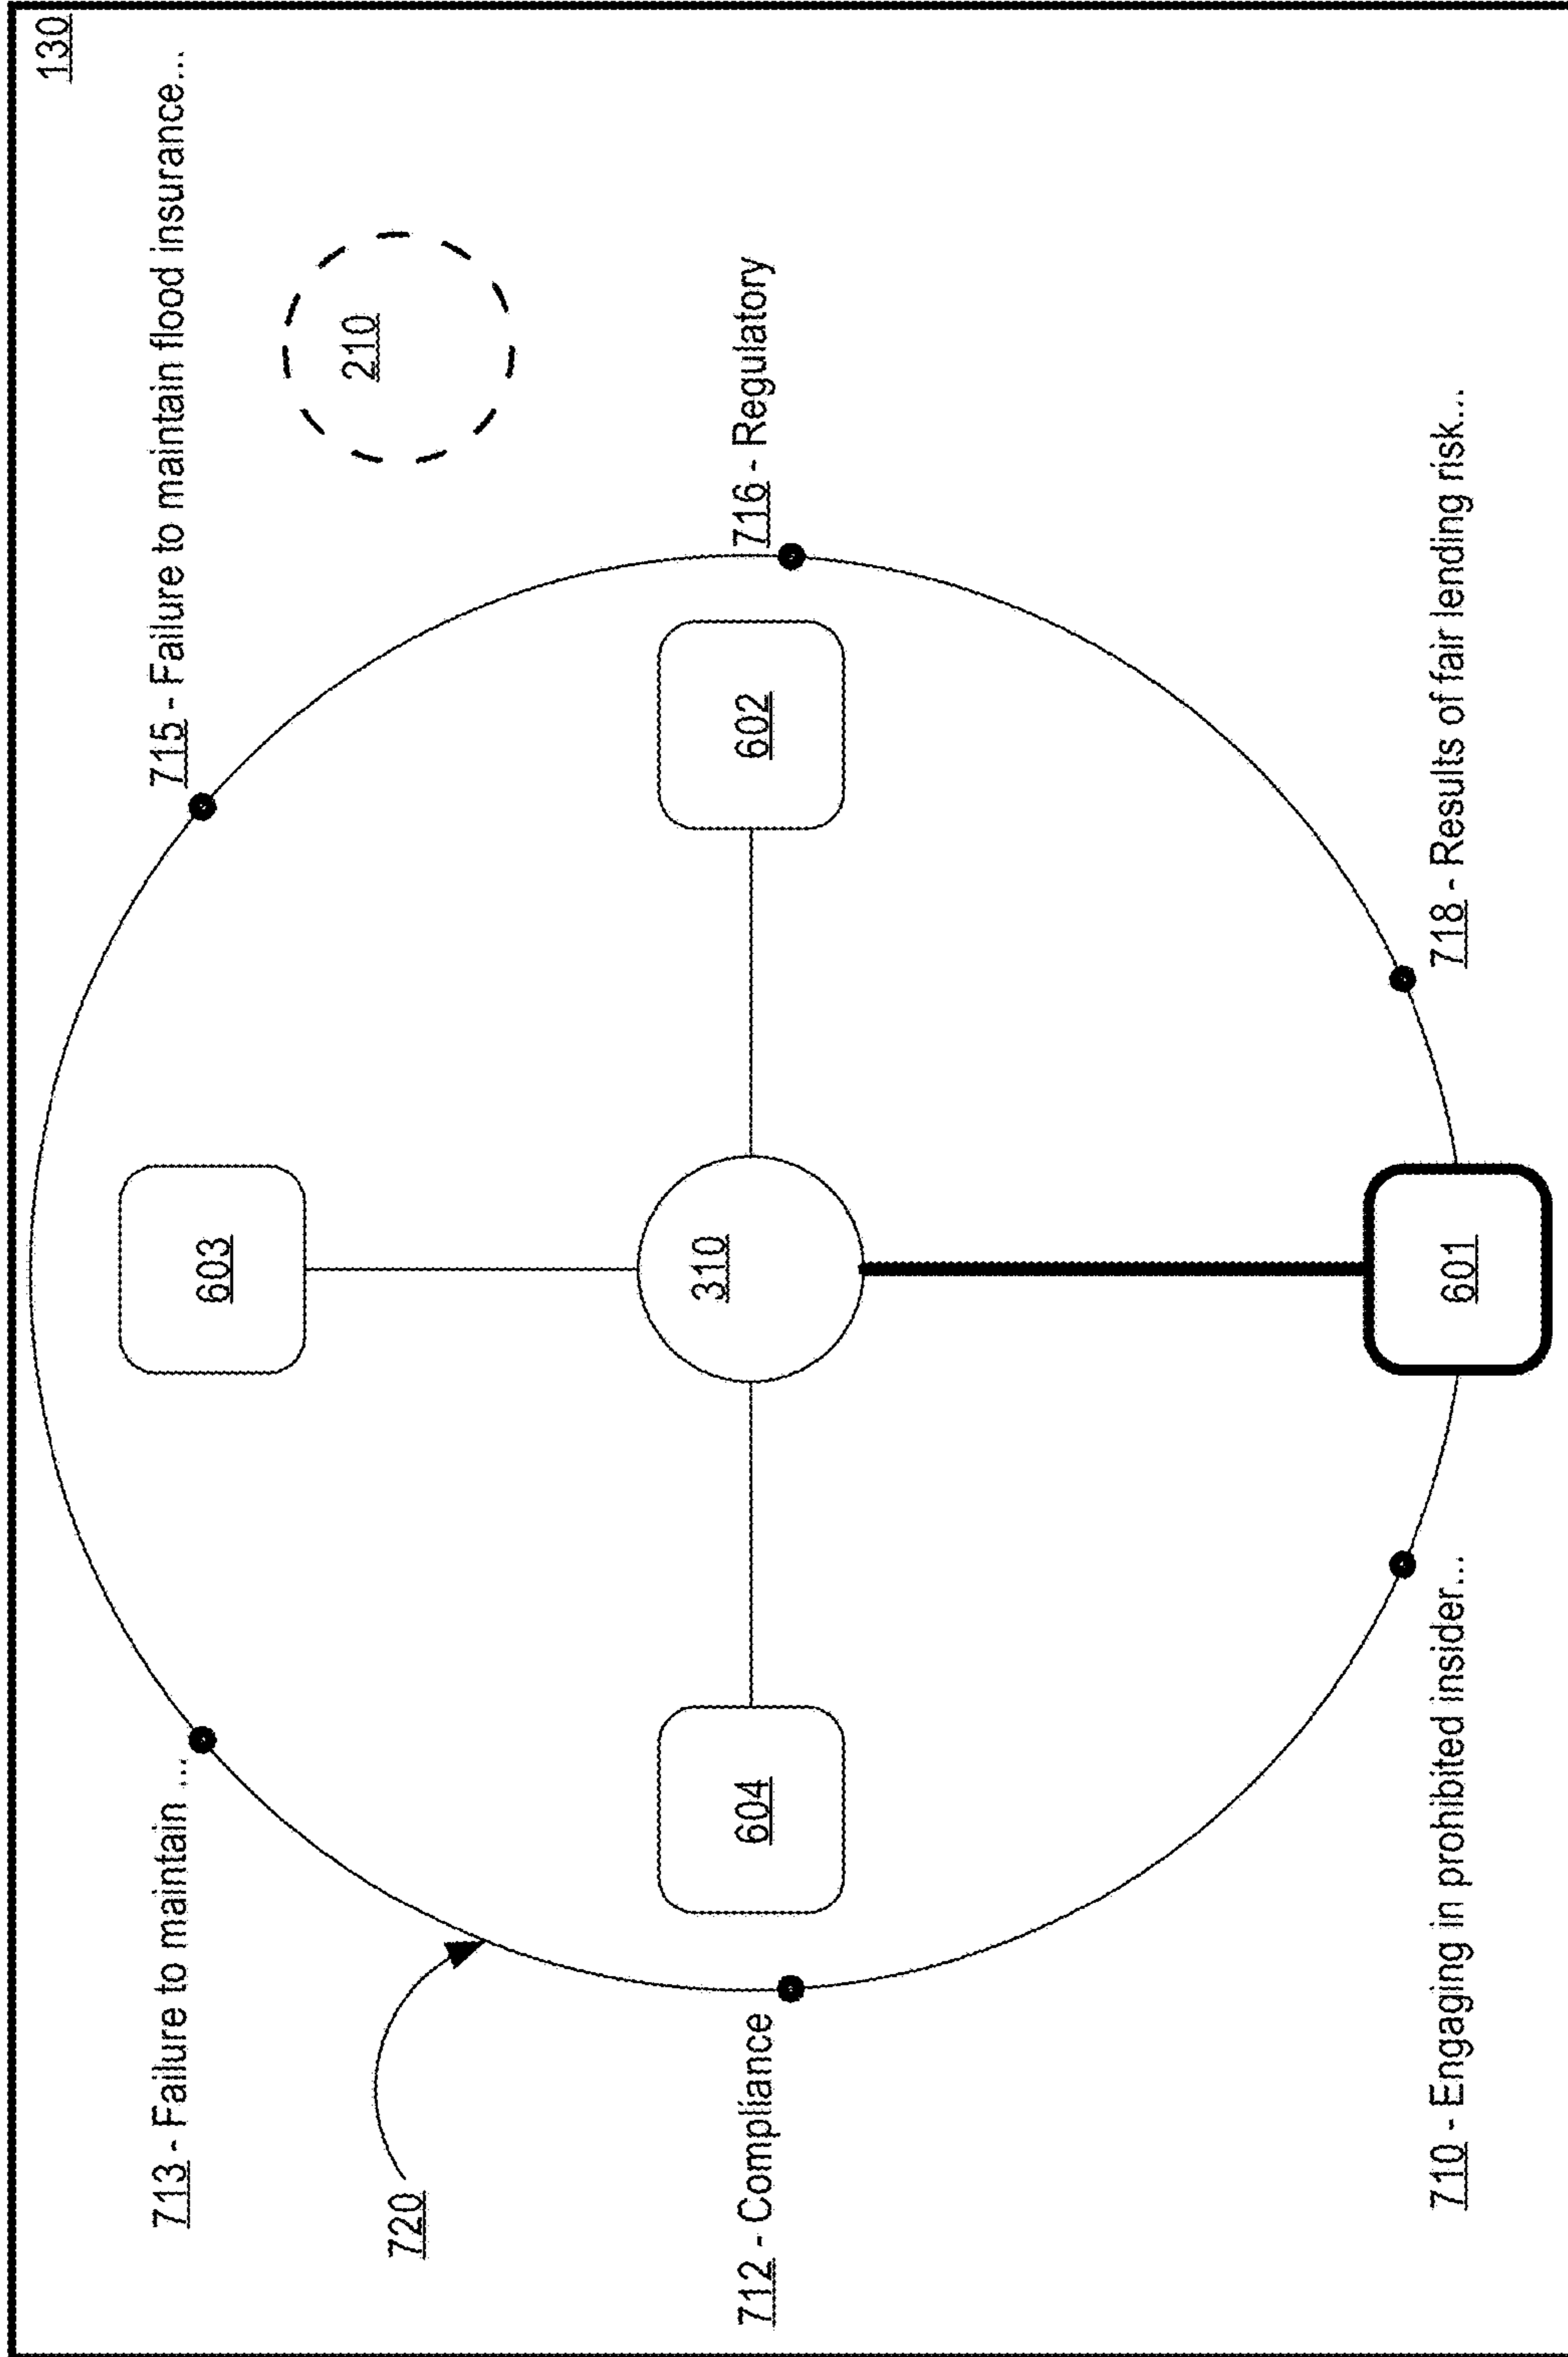 130
713 - Failure to maintain ...
715 - Failure to maintain flood insurance...
603
210
720
310
712 - Compliance
604
602
716 - Regulatory
710 - Engaging in prohibited insider...
601
718 - Results of fair lending risk...